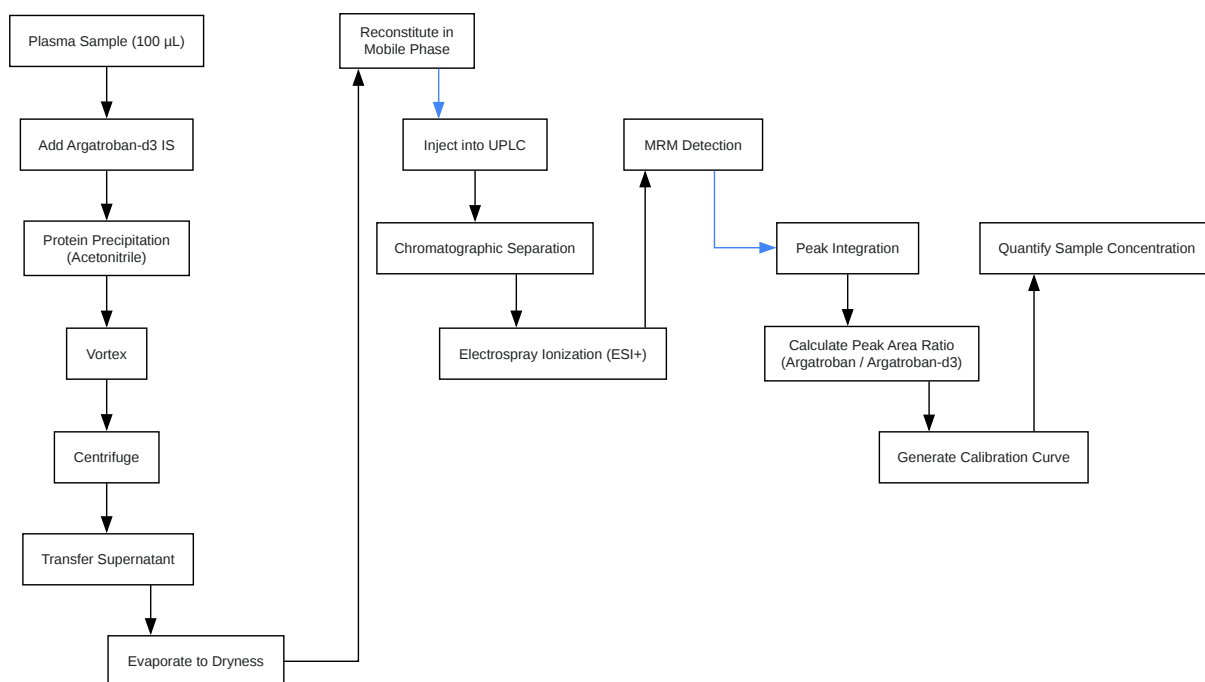 Plasma Sample (100 µL)
Add Argatroban-d3 IS
Protein Precipitation
(Acetonitrile)
Vortex
Centrifuge
Transfer Supernatant
Evaporate to Dryness
Reconstitute in
Mobile Phase
Inject into UPLC
Chromatographic Separation
Electrospray Ionization (ESI+)
MRM Detection
Peak Integration
Calculate Peak Area Ratio
(Argatroban / Argatroban-d3)
Generate Calibration Curve
Quantify Sample Concentration